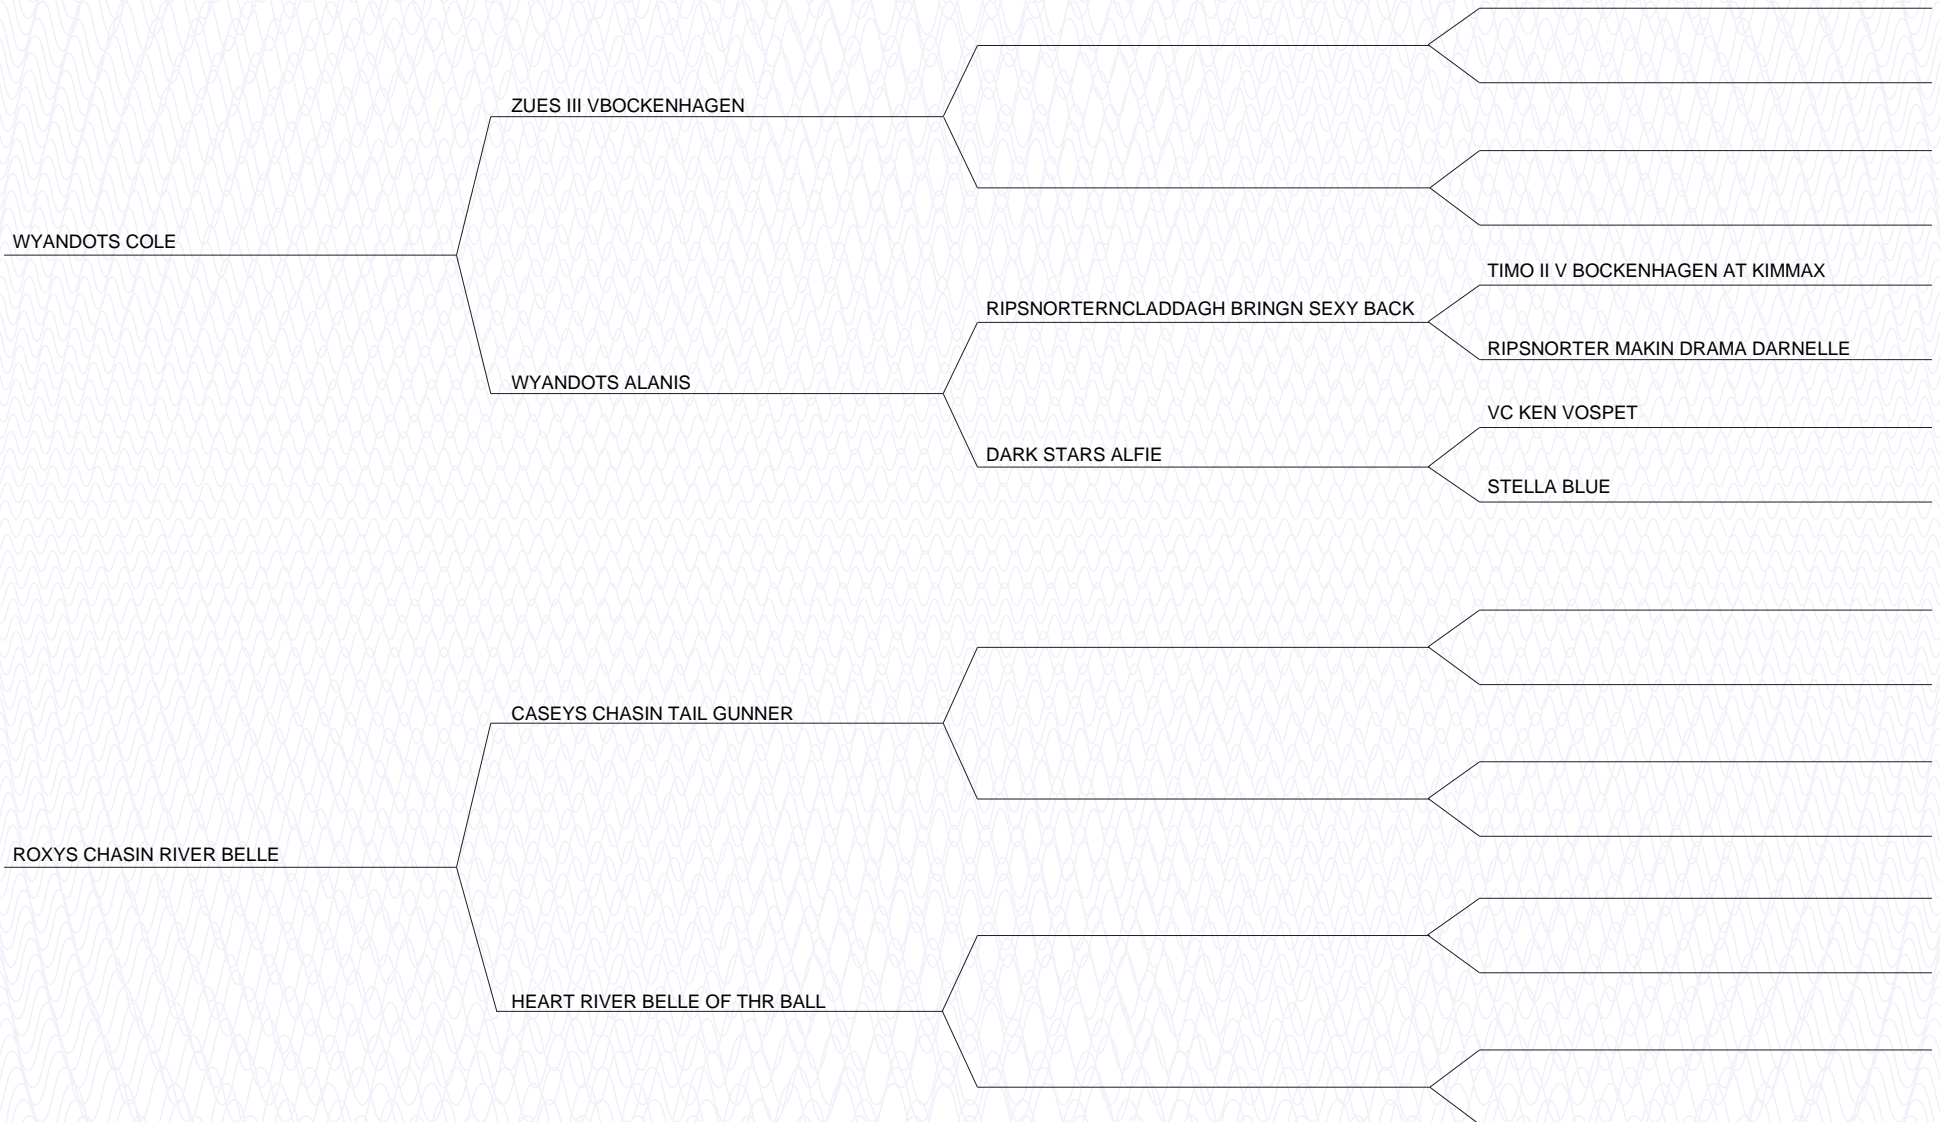 ZUES III VBOCKENHAGEN
WYANDOTS COLE
TIMO II V BOCKENHAGEN AT KIMMAX
RIPSNORTERNCLADDAGH BRINGN SEXY BACK
RIPSNORTER MAKIN DRAMA DARNELLE
WYANDOTS ALANIS
VC KEN VOSPET
DARK STARS ALFIE
STELLA BLUE
CASEYS CHASIN TAIL GUNNER
ROXYS CHASIN RIVER BELLE
HEART RIVER BELLE OF THR BALL